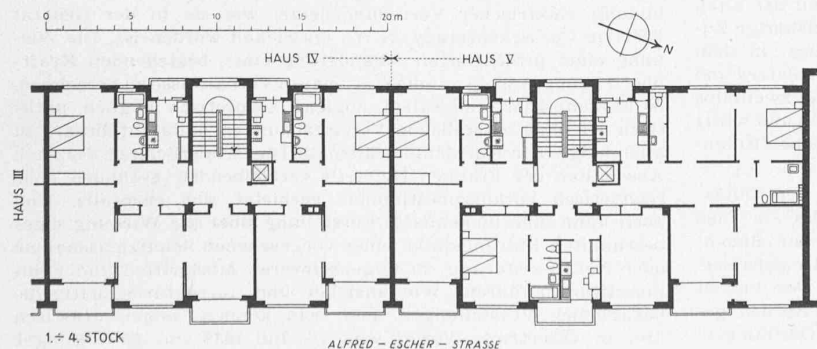 0 5 10 15 20 m
N
HAUS IV HAUS V
HAUS III
1.÷4. STOCK
ALFRED – ESCHER – STRASSE